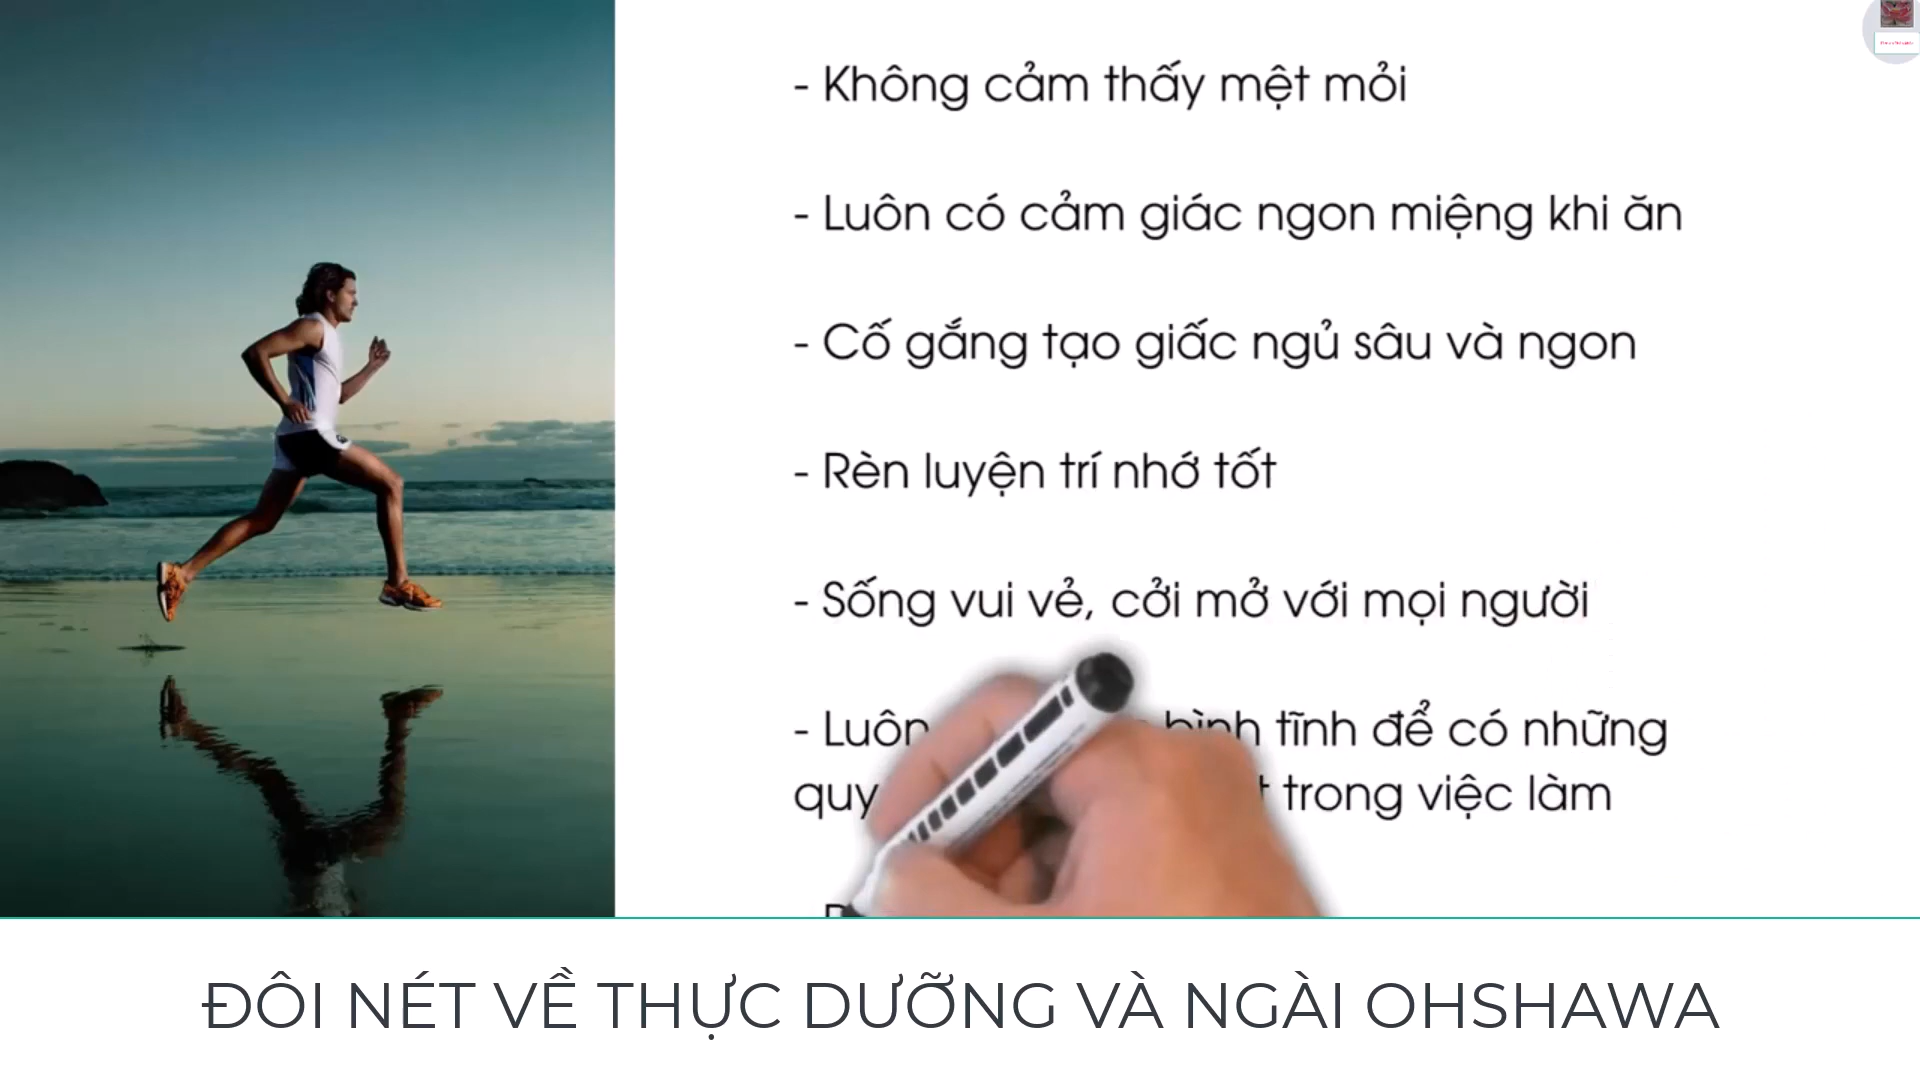 - Không cảm thấy mệt mỏi
- Luôn có cảm giác ngon miệng khi ăn
- Cố gắng tạo giấc ngủ sâu và ngon
- Rèn luyện trí nhớ tốt
- Sống vui vẻ, cởi mở với mọi người
- Luôn bình tĩnh để có những
trong việc làm
ĐÔI NÉT VỀ THỰC DƯỠNG VÀ NGÀI OHSHAWA